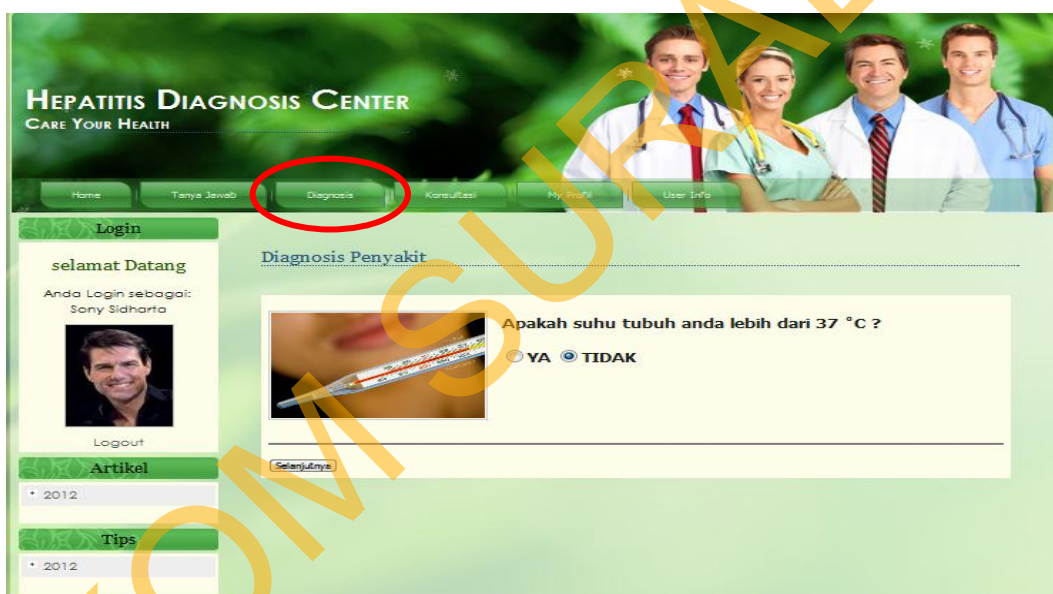 HEPATITIS DIAGNOSIS CENTER
CARE YOUR HEALTH
Home Tanya Jawab Diagnosis Konsultasi My Profil User Info
Login
selamat Datang
Anda Login sebagai:
Sony Sidharta
Logout
Artikel
2012
Tips
2012
Diagnosis Penyakit
Apakah suhu tubuh anda lebih dari 37 °C ?
YA TIDAK
Selanjutnya
OM SURA